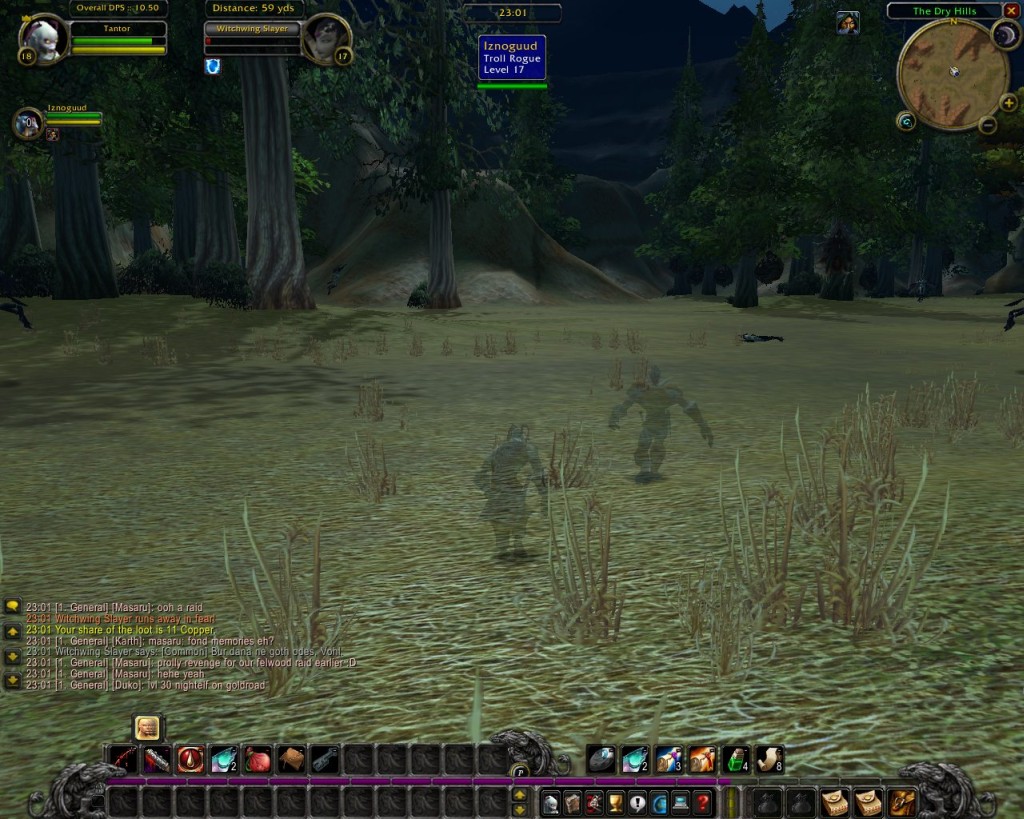 Overall DPS :: 10.50
Tantor
18
Distance: 59 yds
Witchwing Slayer
17
23:01
Iznoguud
Troll Rogue
Level 17
The Dry Hills
N
Iznoguud
23:01 [1. General] [Masaru]: ooh a raid
23:01 Witchwing Slayer runs away in fear!
23:01 Your share of the loot is 11 Copper.
23:01 [1. General] [Karth]: masaru: fond memories eh?
23:01 Witchwing Slayer says: [Common] Bur dana ne goth odes, Vohl
23:01 [1. General] [Masaru]: prolly revenge for our felwood raid earlier :D
23:01 [1. General] [Masaru]: hehe yeah
23:01 [1. General] [Duko]: lvl 30 nightelf on goldroad
2
P
2
3
7
4
8